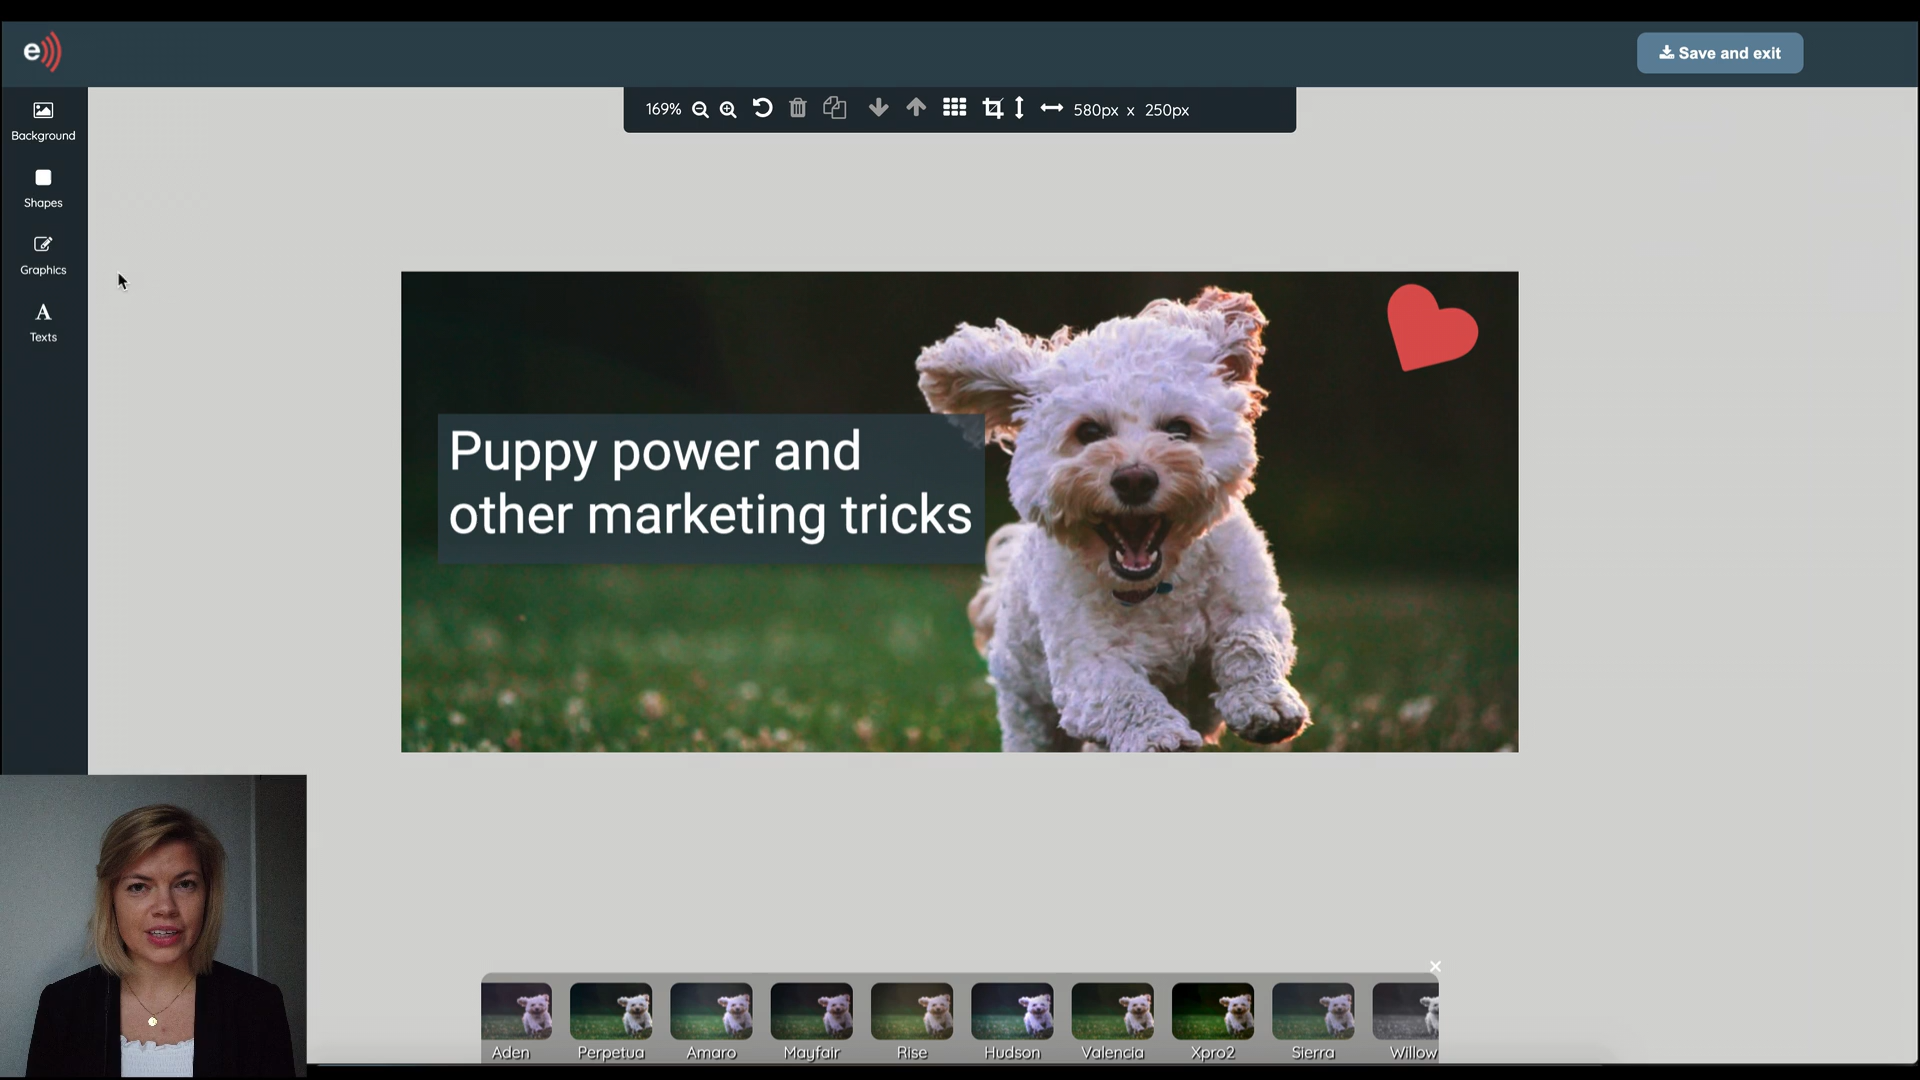 e
Save and exit
169%
580px x 250px
Background
Shapes
Graphics
A
Texts
Puppy power and
other marketing tricks
Aden Perpetua Amaro Mayfair Rise Hudson Valencia Xpro2 Sierra Willow